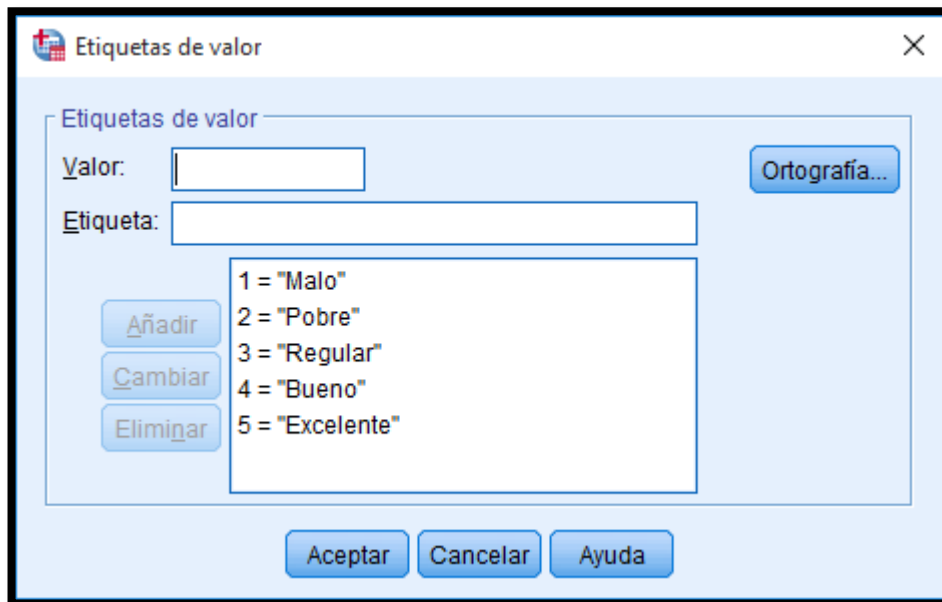 Etiquetas de valor
Etiquetas de valor
Valor:
Ortografía...
Etiqueta:
1 = "Malo"
2 = "Pobre"
3 = "Regular"
4 = "Bueno"
5 = "Excelente"
Añadir
Cambiar
Eliminar
Aceptar Cancelar Ayuda